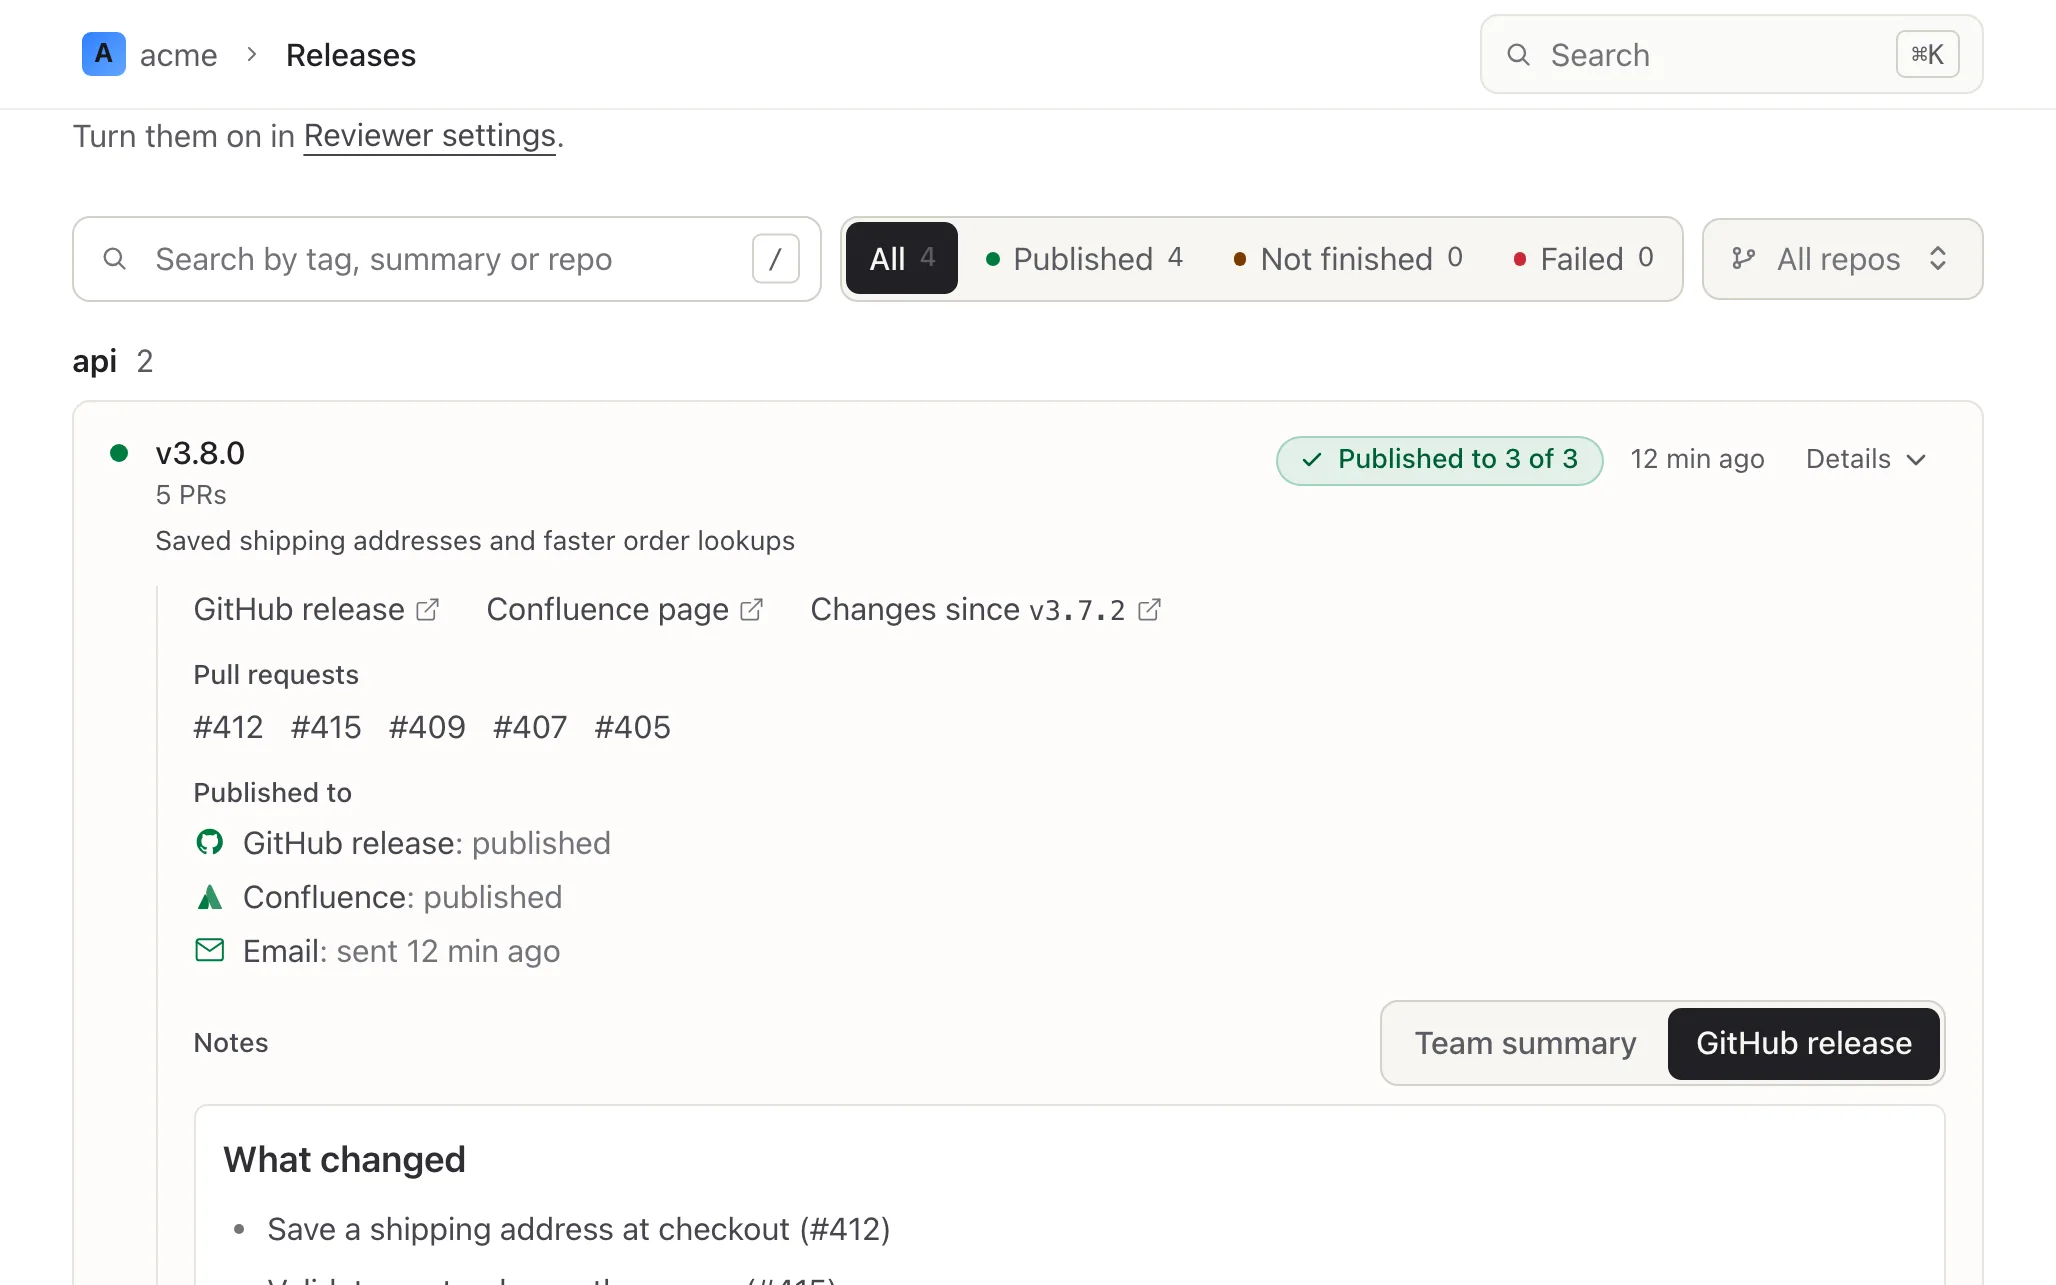 A acme > Releases
Search ⌘K
Turn them on in Reviewer settings.
Search by tag, summary or repo /
All 4 Published 4 Not finished 0 Failed 0
All repos
api 2
v3.8.0
Published to 3 of 3 12 min ago Details
5 PRs
Saved shipping addresses and faster order lookups
GitHub release Confluence page Changes since v3.7.2
Pull requests
#412 #415 #409 #407 #405
Published to
GitHub release: published
Confluence: published
Email: sent 12 min ago
Notes
Team summary GitHub release
What changed
Save a shipping address at checkout (#412)